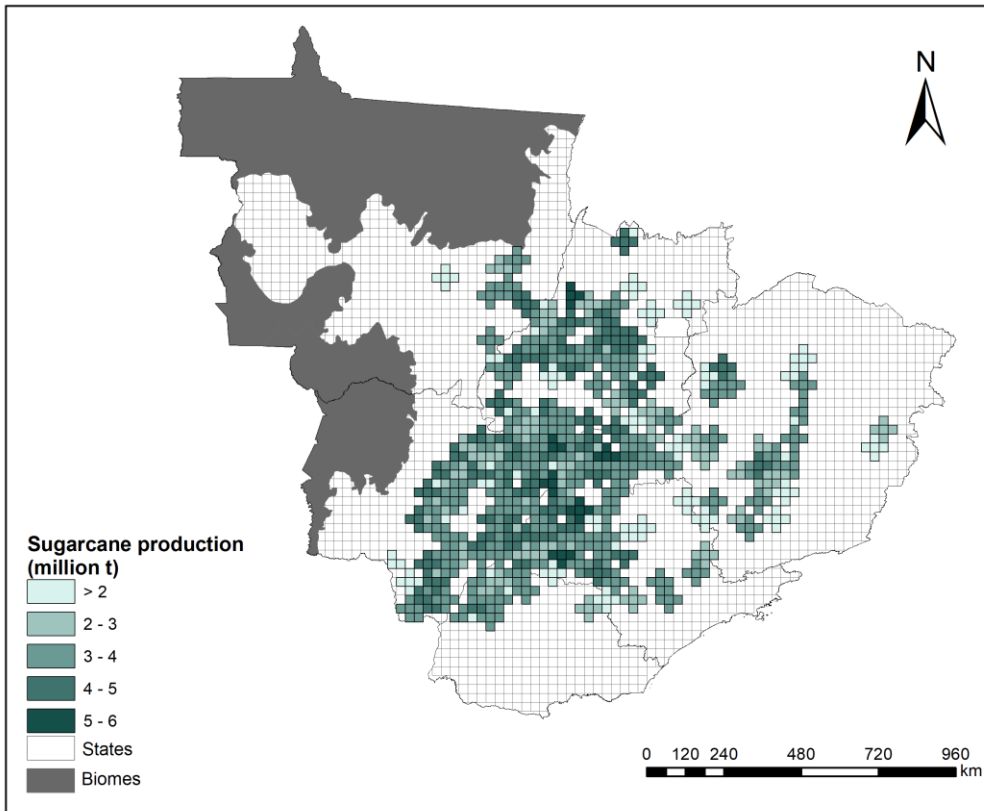 N
Sugarcane production
(million t)
> 2
2 - 3
3 - 4
4 - 5
5 - 6
States
Biomes
0 120 240 480 720 960
km